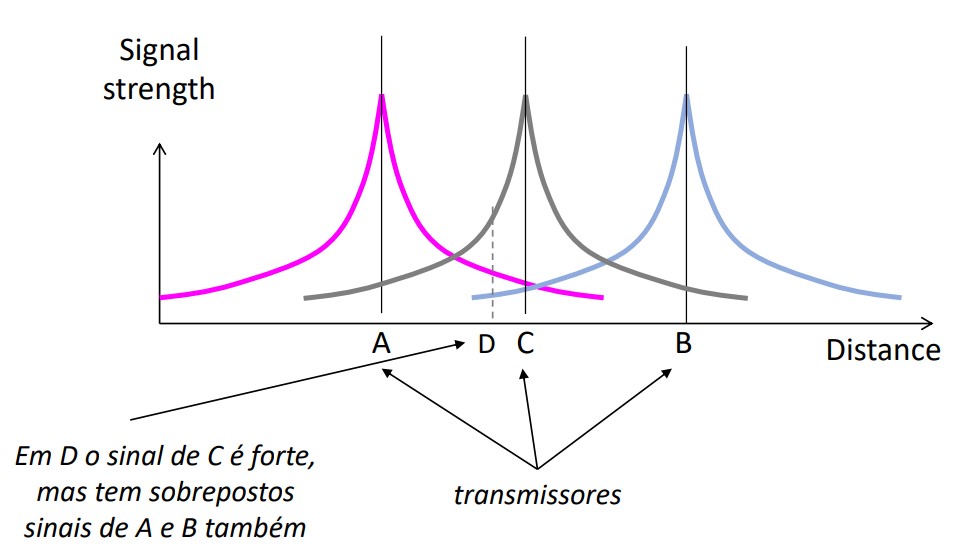 Signal
strength
A
D
C
B
Distance
Em D o sinal de C é forte,
mas tem sobrepostos
sinais de A e B também
transmissores